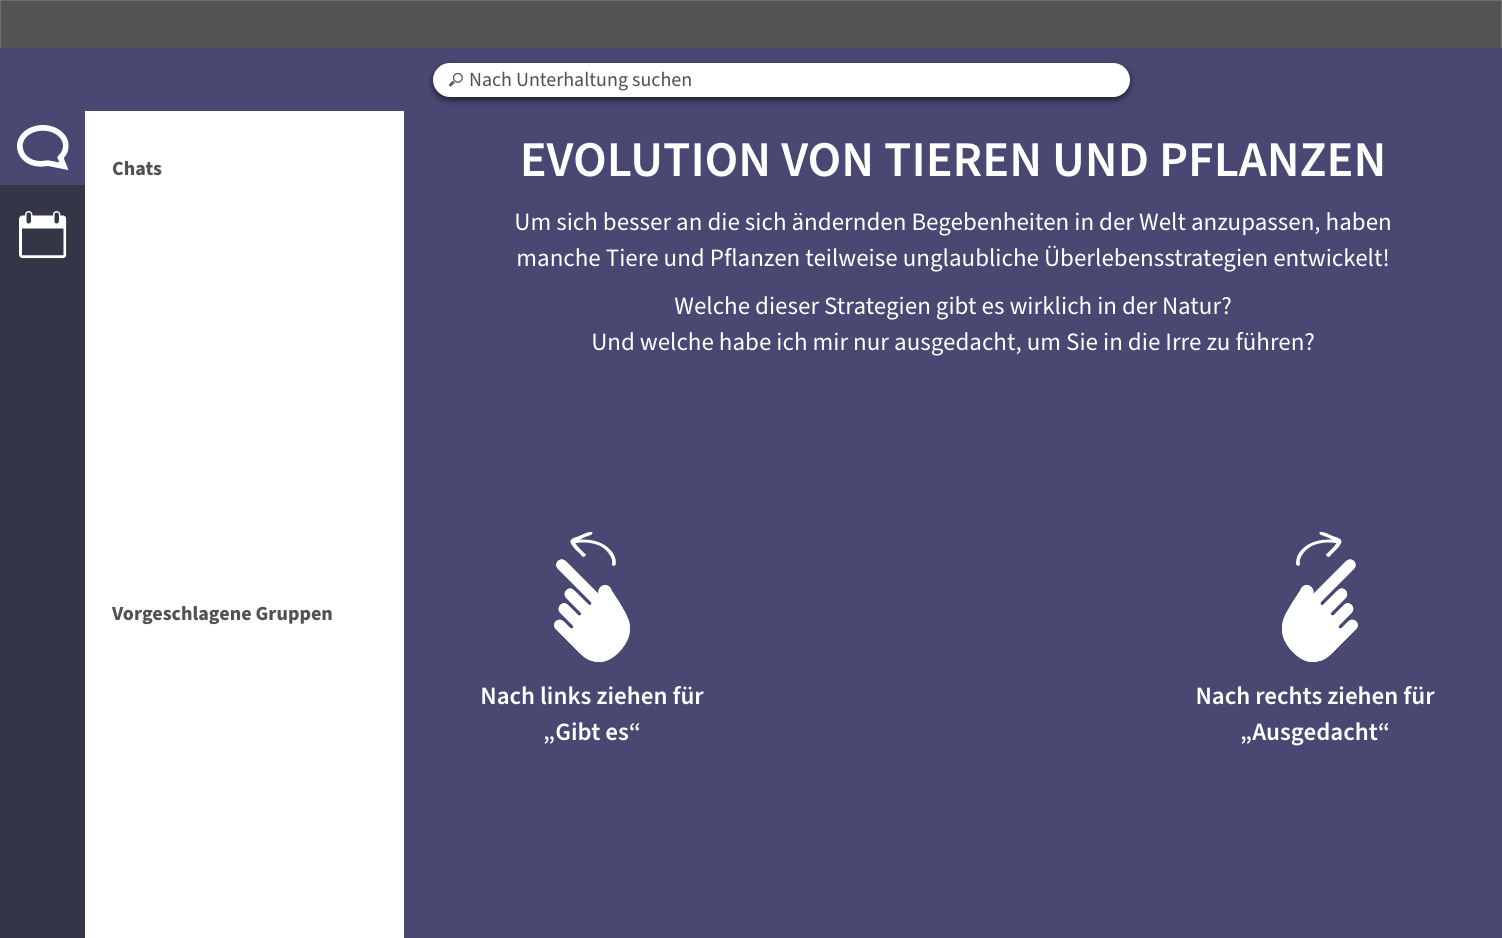 Nach Unterhaltung suchen
Chats
Vorgeschlagene Gruppen
EVOLUTION VON TIEREN UND PFLANZEN
Um sich besser an die sich ändernden Begebenheiten in der Welt anzupassen, haben
manche Tiere und Pflanzen teilweise unglaubliche Überlebensstrategien entwickelt!
Welche dieser Strategien gibt es wirklich in der Natur?
Und welche habe ich mir nur ausgedacht, um Sie in die Irre zu führen?
Nach links ziehen für
„Gibt es“
Nach rechts ziehen für
„Ausgedacht“